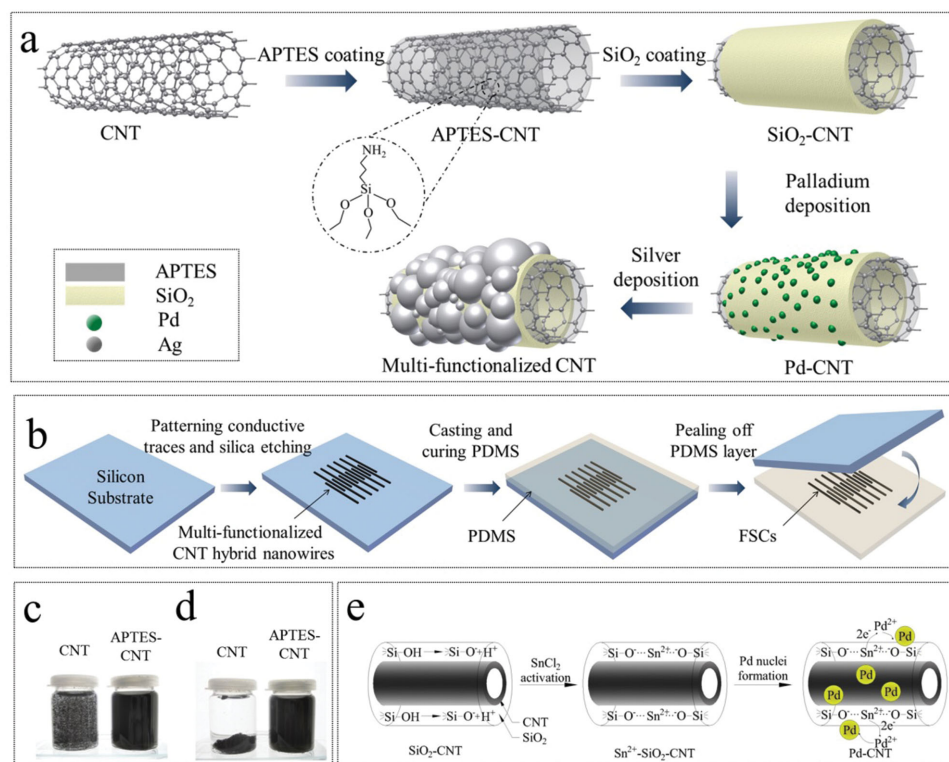 a
APTES coating
SiO₂ coating
CNT
APTES-CNT
SiO₂-CNT
NH₂
Si
O
O
O
Palladium
deposition
Silver
deposition
APTES
SiO₂
Pd
Ag
Multi-functionalized CNT
Pd-CNT
b
Patterning conductive
traces and silica etching
Casting and
curing PDMS
Pealing off
PDMS layer
Silicon
Substrate
Multi-functionalized
CNT hybrid nanowires
PDMS
FSCs
c
CNT
APTES-
CNT
d
CNT
APTES-
CNT
e
Si-OH → Si-O⁻+H⁺
Si-OH → Si-O⁻+H⁺
CNT
SiO₂
SiO₂-CNT
SnCl₂
activation
Si-O⁻···Sn²⁺···O-Si
Si-O⁻···Sn²⁺···O-Si
Sn²⁺-SiO₂-CNT
Pd nuclei
formation
2e⁻
Pd²⁺
Pd
Si-O⁻···Sn²⁺···O-Si
Pd
Pd
Pd
Si-O⁻···Sn²⁺···O-Si
Pd
2e⁻
Pd²⁺
Pd-CNT